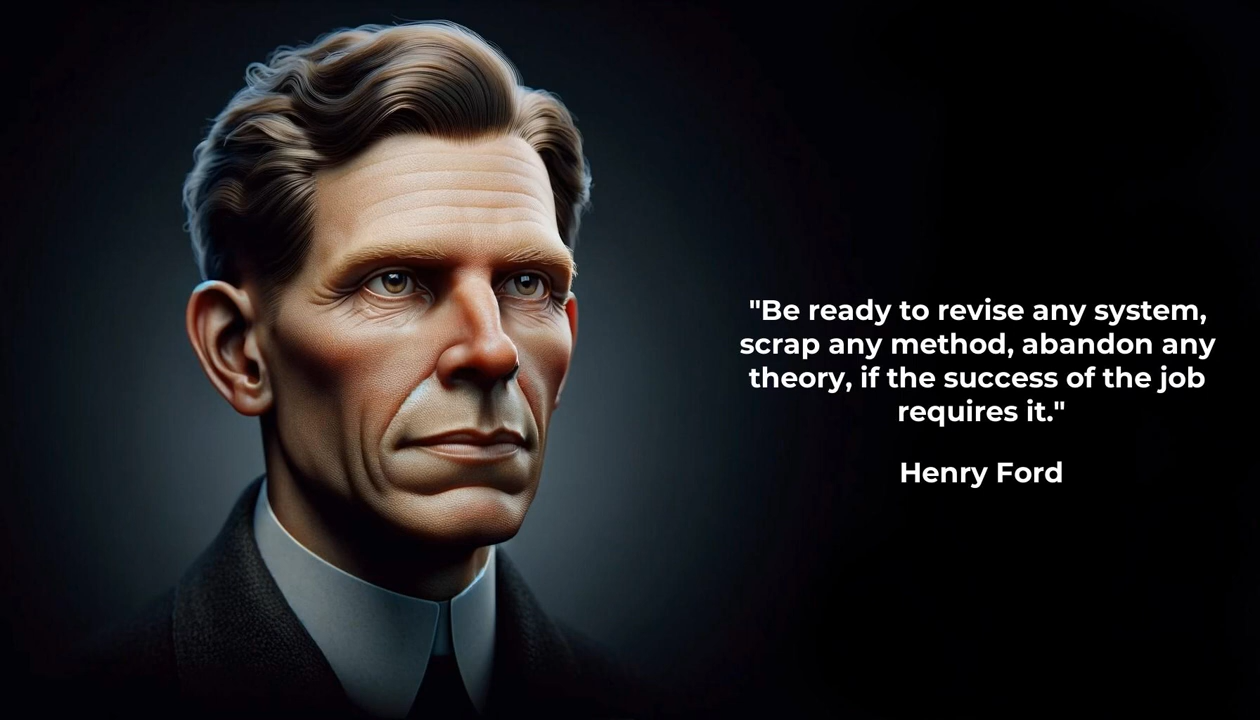 "Be ready to revise any system,
scrap any method, abandon any
theory, if the success of the job
requires it."
Henry Ford